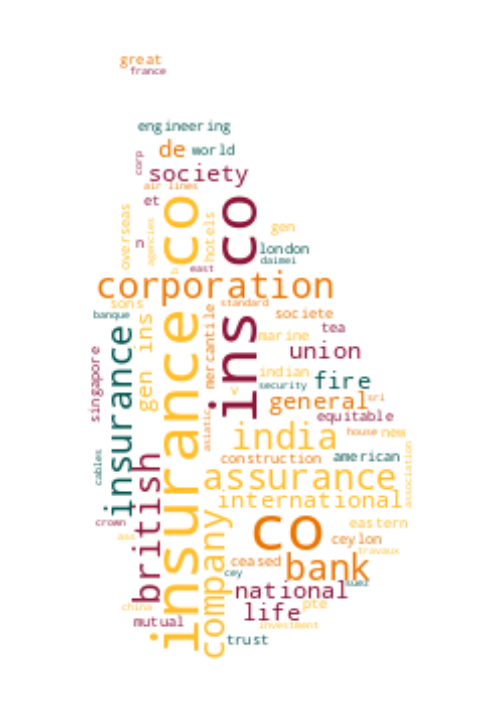 great
france
engineering
corp
de
world
society
air lines
et
overseas
agencies
insurance co
hotels
ins co
gen
n
london
daimei
east
b
corporation
sons
standard
banque
societe
gen ins
mercantile
tea
marine
insurance
union
singapore
indian
fire
security
v
general
sri
equitable
asiatic
india
house
new
british
construction
american
cables
assurance
association
international
company
crown
co
eastern
ass
ceylon
travaux
ceased
bank
cey
suez
national
china
life
pte
mutual
investment
trust